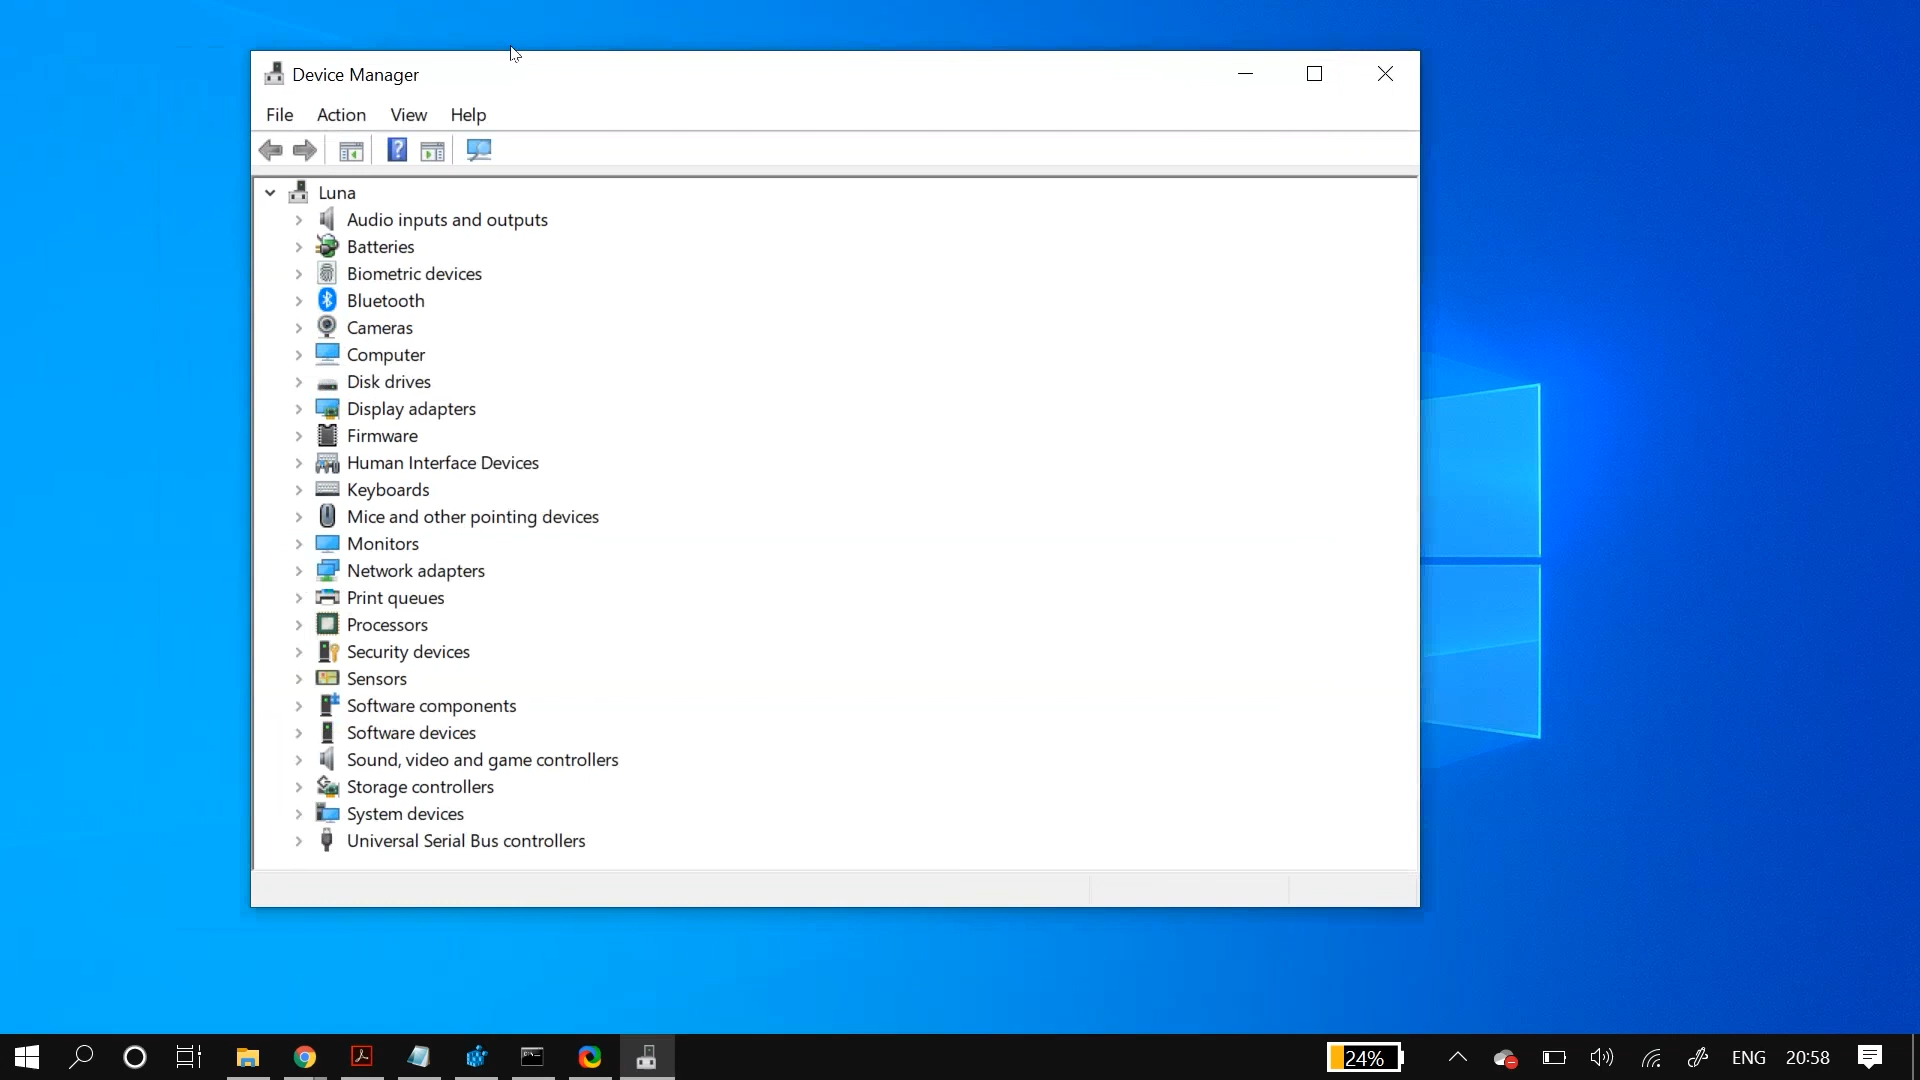 Device Manager
File Action View Help
Luna
Audio inputs and outputs
Batteries
Biometric devices
Bluetooth
Cameras
Computer
Disk drives
Display adapters
Firmware
Human Interface Devices
Keyboards
Mice and other pointing devices
Monitors
Network adapters
Print queues
Processors
Security devices
Sensors
Software components
Software devices
Sound, video and game controllers
Storage controllers
System devices
Universal Serial Bus controllers
24% ENG 20:58